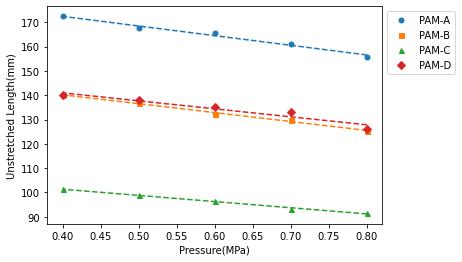 PAM-A
PAM-B
PAM-C
PAM-D
170
160
150
140
130
120
110
100
90
Unstretched Length(mm)
0.40 0.45 0.50 0.55 0.60 0.65 0.70 0.75 0.80
Pressure(MPa)